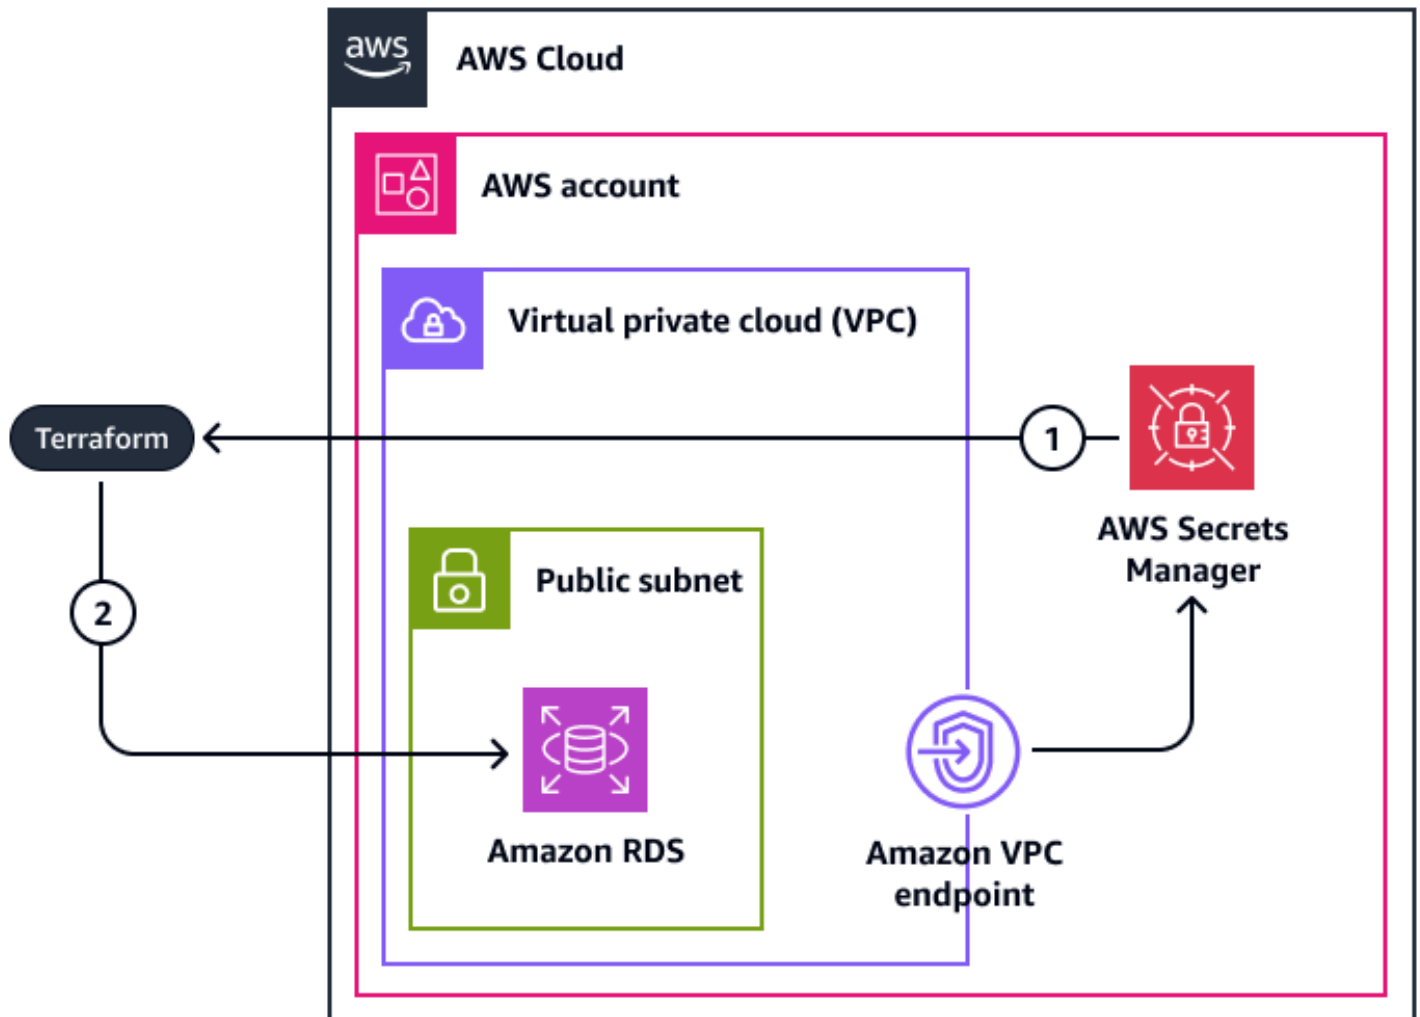 aws
AWS Cloud
AWS account
Virtual private cloud (VPC)
Terraform
1
AWS Secrets
Manager
Public subnet
2
Amazon RDS
Amazon VPC
endpoint